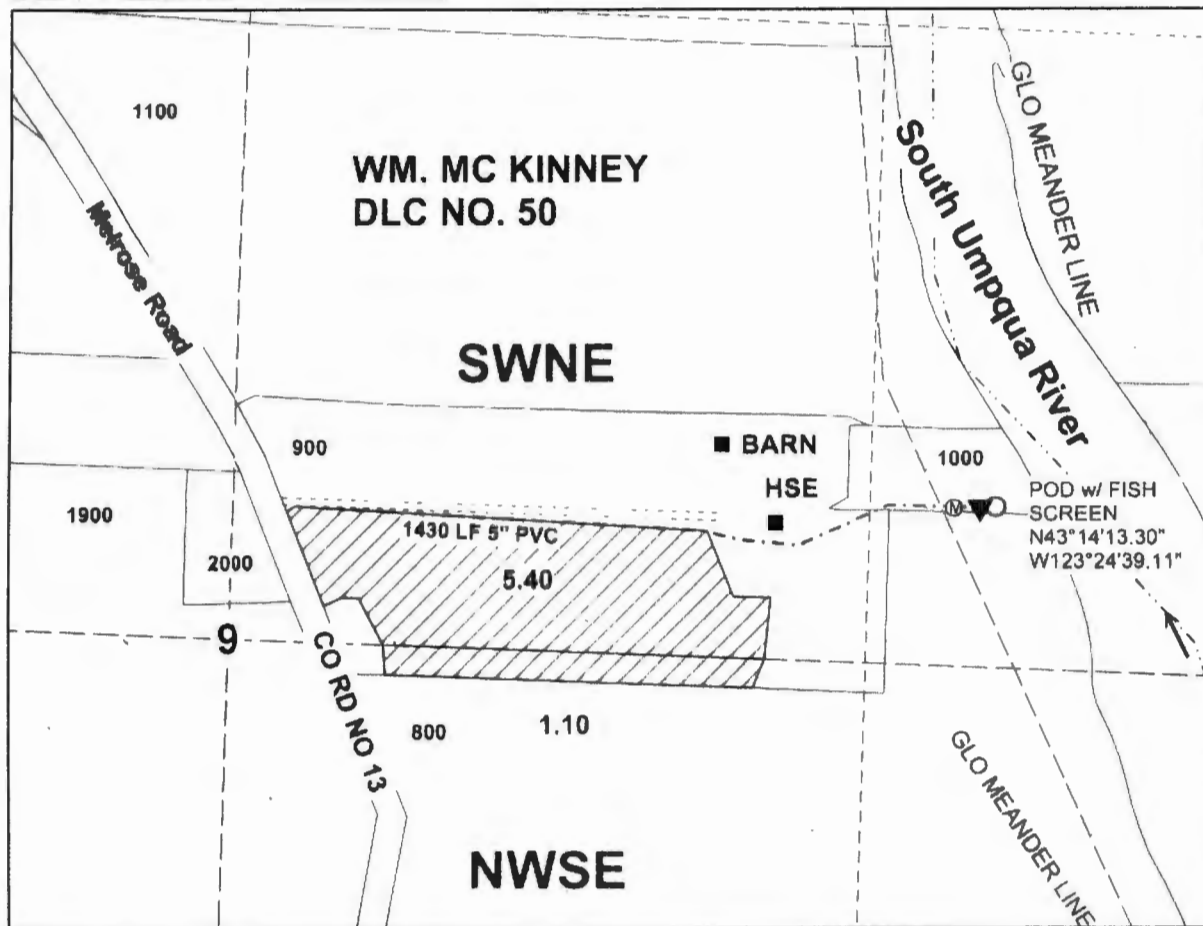 1100
WM. MC KINNEY
DLC NO. 50
Melrose Road
South Umpqua River
GLO MEANDER LINE
SWNE
900
BARN
HSE
1000
M
POD w/ FISH
SCREEN
N43°14'13.30"
W123°24'39.11"
1900
2000
1430 LF 5" PVC
5.40
9
CO RD NO 13
800
1.10
GLO MEANDER LINE
NWSE